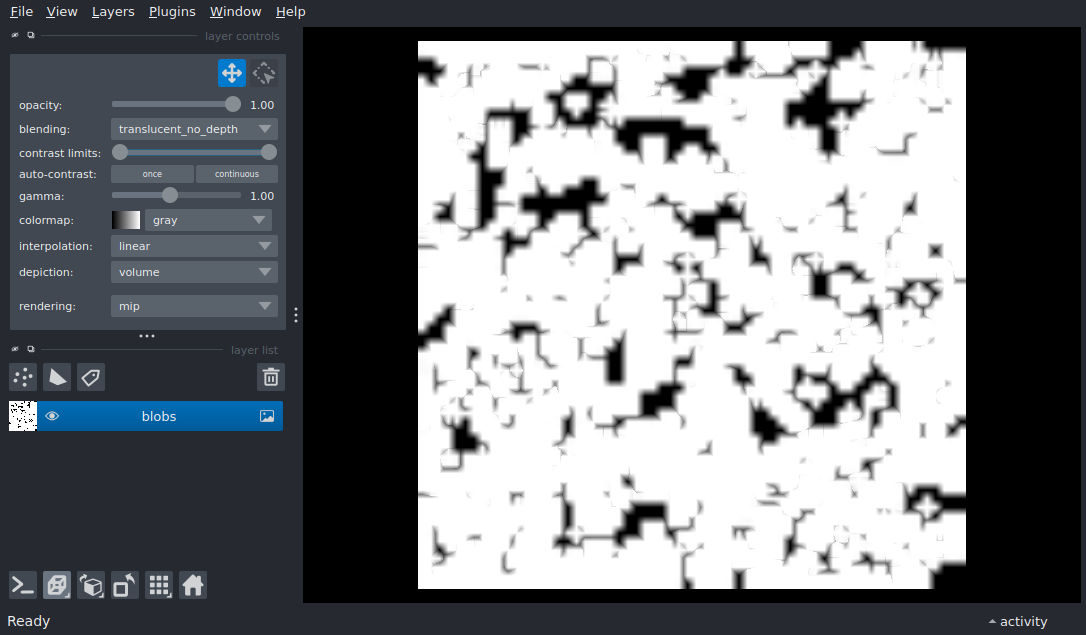 File View Layers Plugins Window Help
layer controls
opacity: 1.00
blending: translucent_no_depth
contrast limits:
auto-contrast: once continuous
gamma: 1.00
colormap: gray
interpolation: linear
depiction: volume
rendering: mip
layer list
blobs
Ready activity